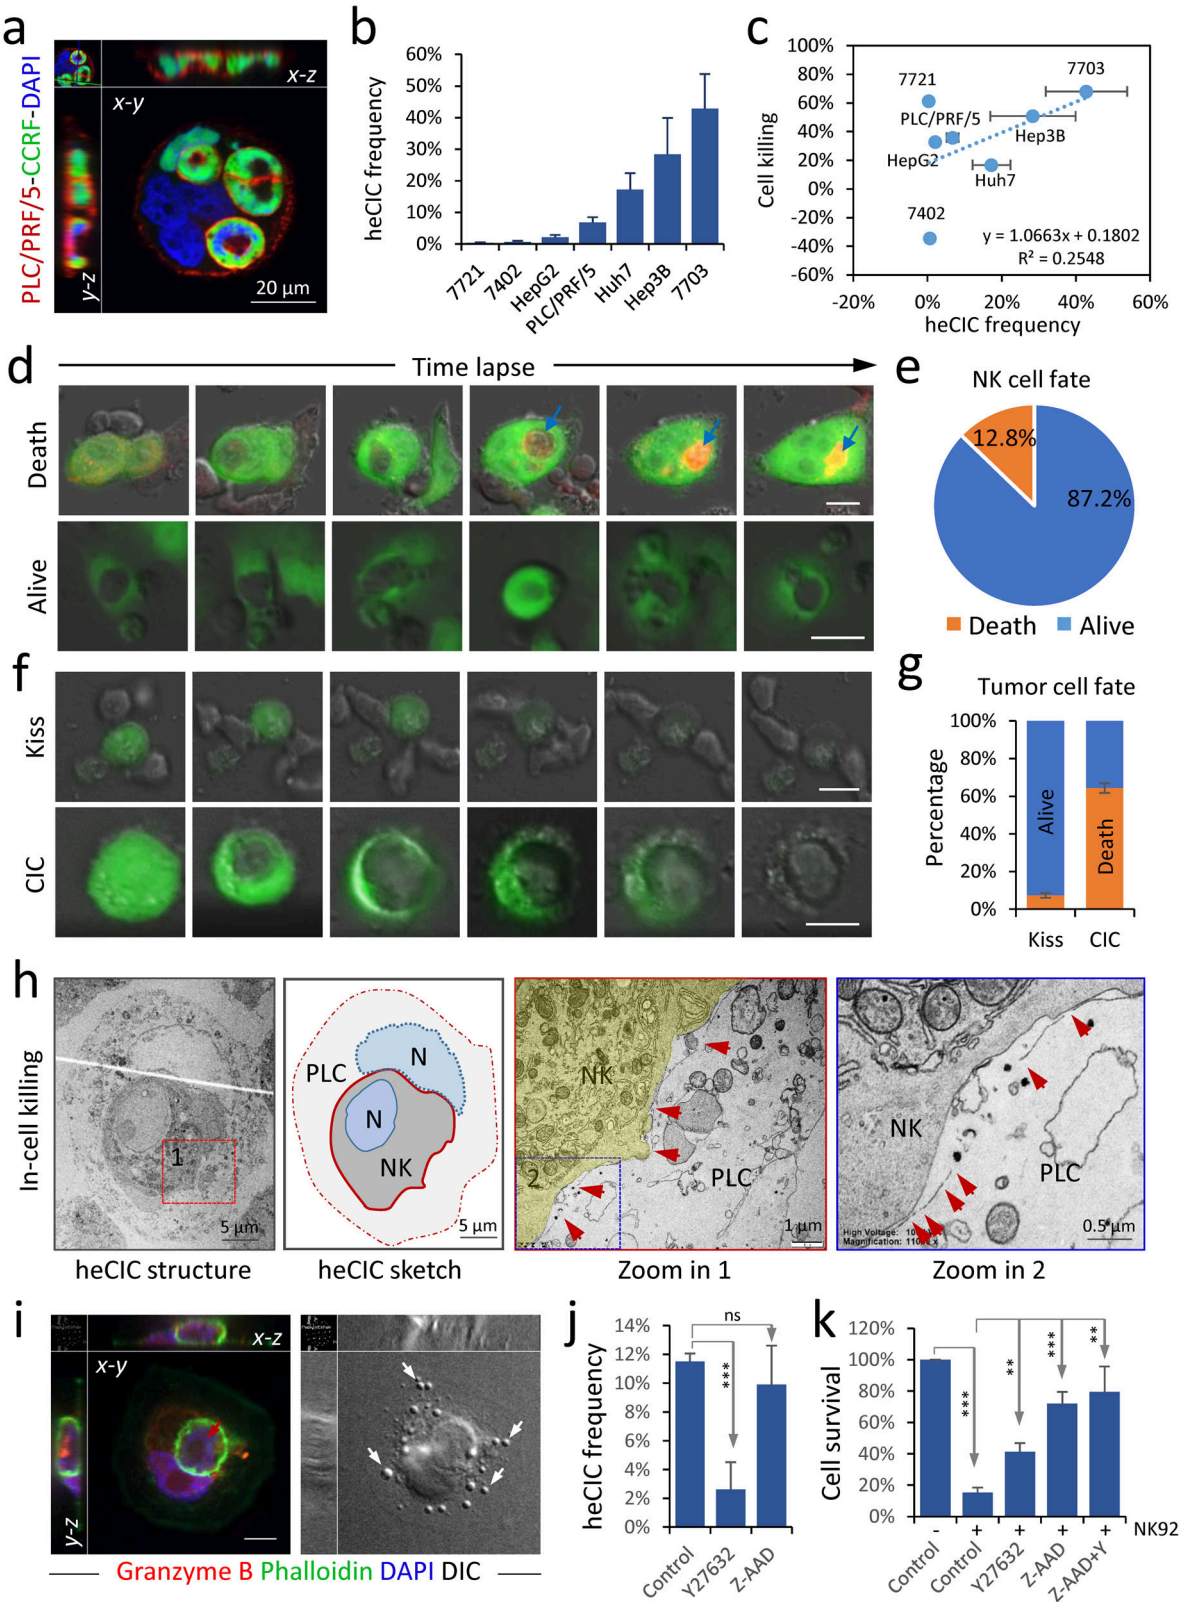 a
PLC/PRF/5-CCRF-DAPI
x-z
x-y
y-z
20 µm
b
heCIC frequency
60%
50%
40%
30%
20%
10%
0%
7721
7402
HepG2
PLC/PRF/5
Huh7
Hep3B
7703
c
Cell killing
100%
80%
60%
40%
20%
0%
-20%
-40%
-60%
7721
7703
PLC/PRF/5
Hep3B
HepG2
Huh7
7402
y = 1.0663x + 0.1802
R² = 0.2548
-20%
0%
20%
40%
60%
heCIC frequency
d
Time lapse
Death
Alive
e
NK cell fate
12.8%
87.2%
Death
Alive
f
Kiss
CIC
g
Tumor cell fate
Percentage
100%
80%
60%
40%
20%
0%
Alive
Death
Kiss
CIC
h
In-cell killing
1
5 µm
heCIC structure
PLC
N
N
NK
5 µm
heCIC sketch
NK
2
PLC
1 µm
Zoom in 1
NK
PLC
High Voltage:
Magnification:
0.5 µm
Zoom in 2
i
x-z
x-y
y-z
Granzyme B Phalloidin DAPI DIC
j
heCIC frequency
14%
12%
10%
8%
6%
4%
2%
0%
ns
***
Control
Y27632
Z-AAD
k
Cell survival
120%
100%
80%
60%
40%
20%
0%
***
**
***
**
- + + + + NK92
Control
Control
Y27632
Z-AAD
Z-AAD+Y